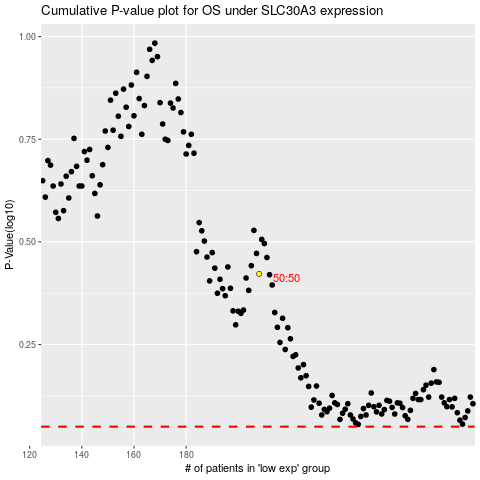 Cumulative P-value plot for OS under SLC30A3 expression
P-Value(log10)
1.00
0.75
0.50
0.25
50:50
120 140 160 180
# of patients in 'low exp' group